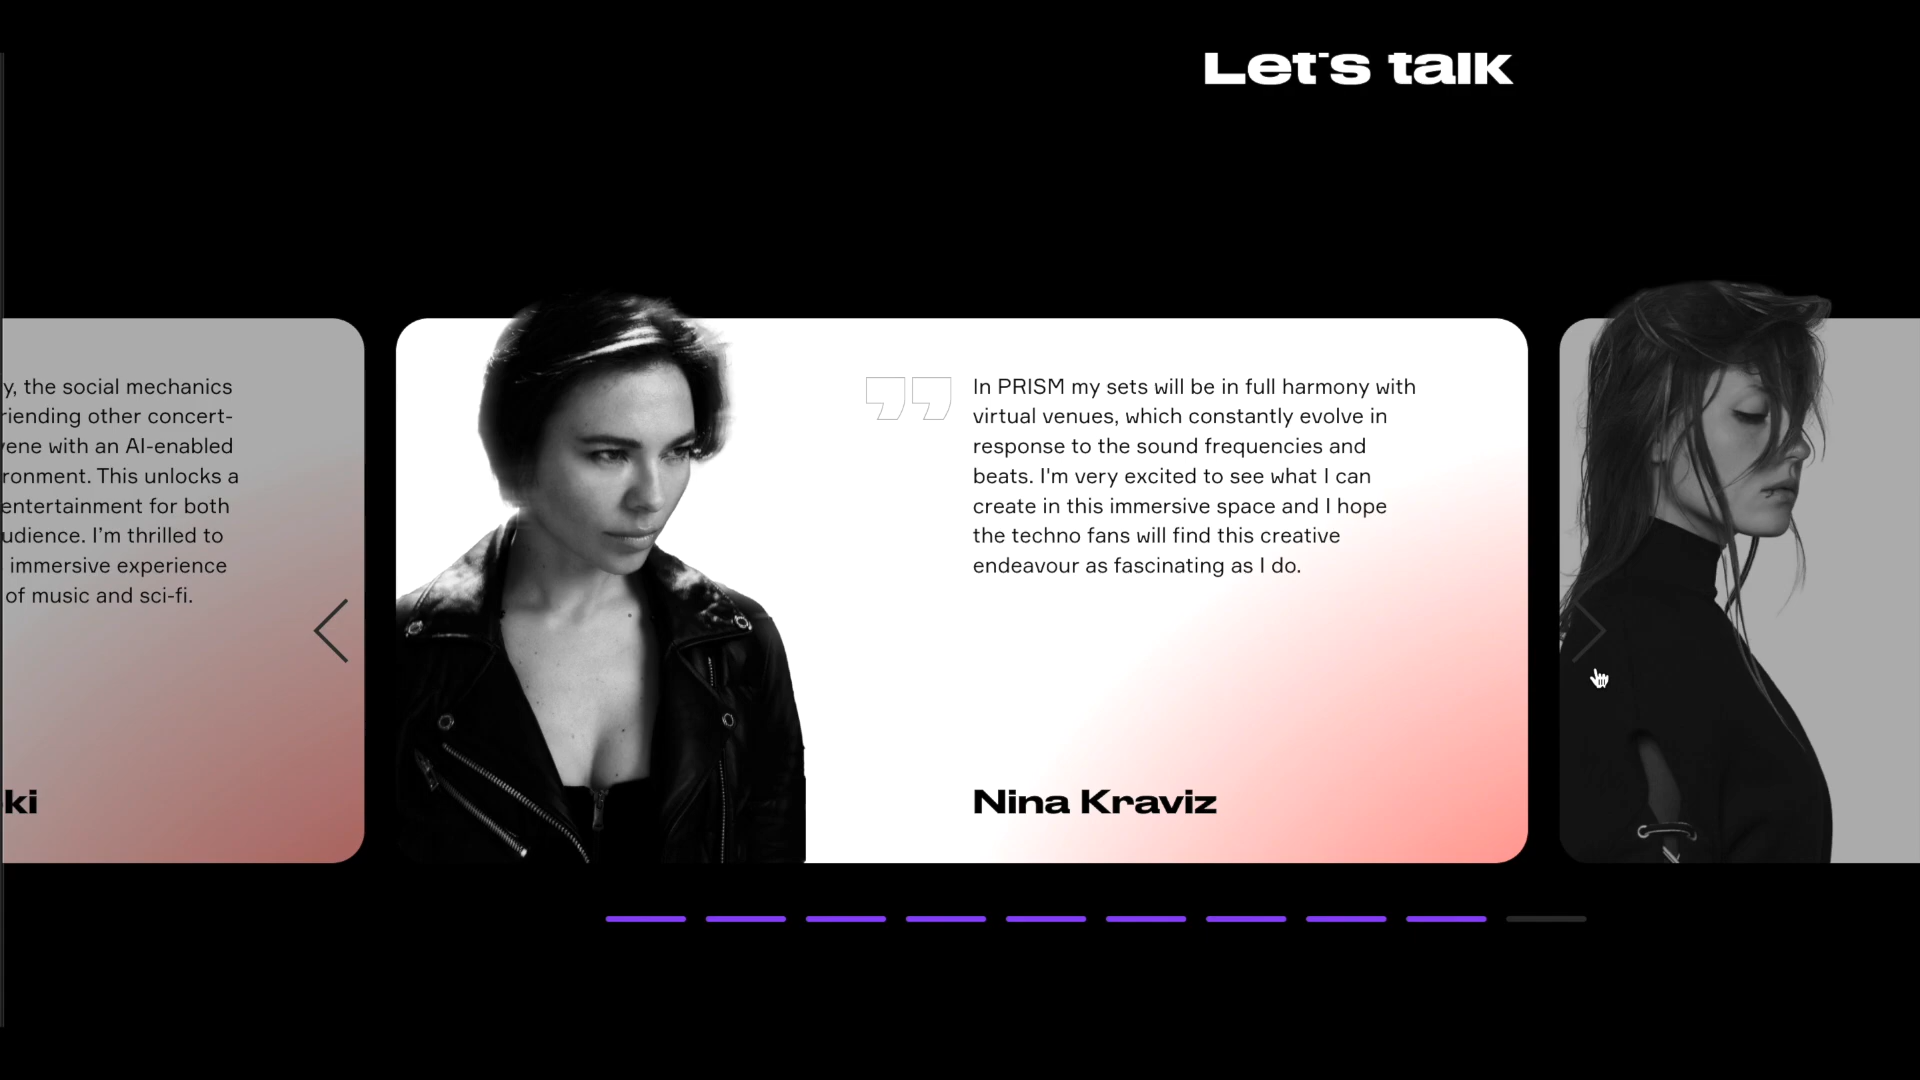 Let's talk
y, the social mechanics
riending other concert-
vene with an AI-enabled
ronment. This unlocks a
entertainment for both
udience. I’m thrilled to
immersive experience
of music and sci-fi.
ki
In PRISM my sets will be in full harmony with
virtual venues, which constantly evolve in
response to the sound frequencies and
beats. I'm very excited to see what I can
create in this immersive space and I hope
the techno fans will find this creative
endeavour as fascinating as I do.
Nina Kraviz